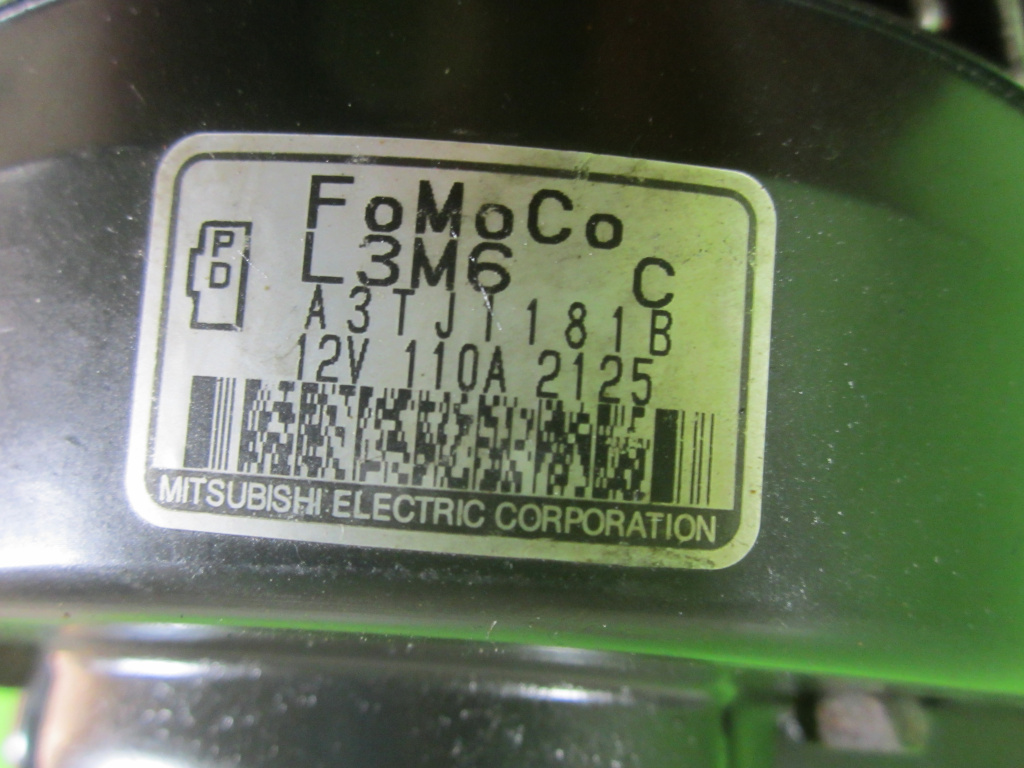 FoMoCo
PD
L3M6 C
A3TJ1181B
12V 110A 2125
MITSUBISHI ELECTRIC CORPORATION